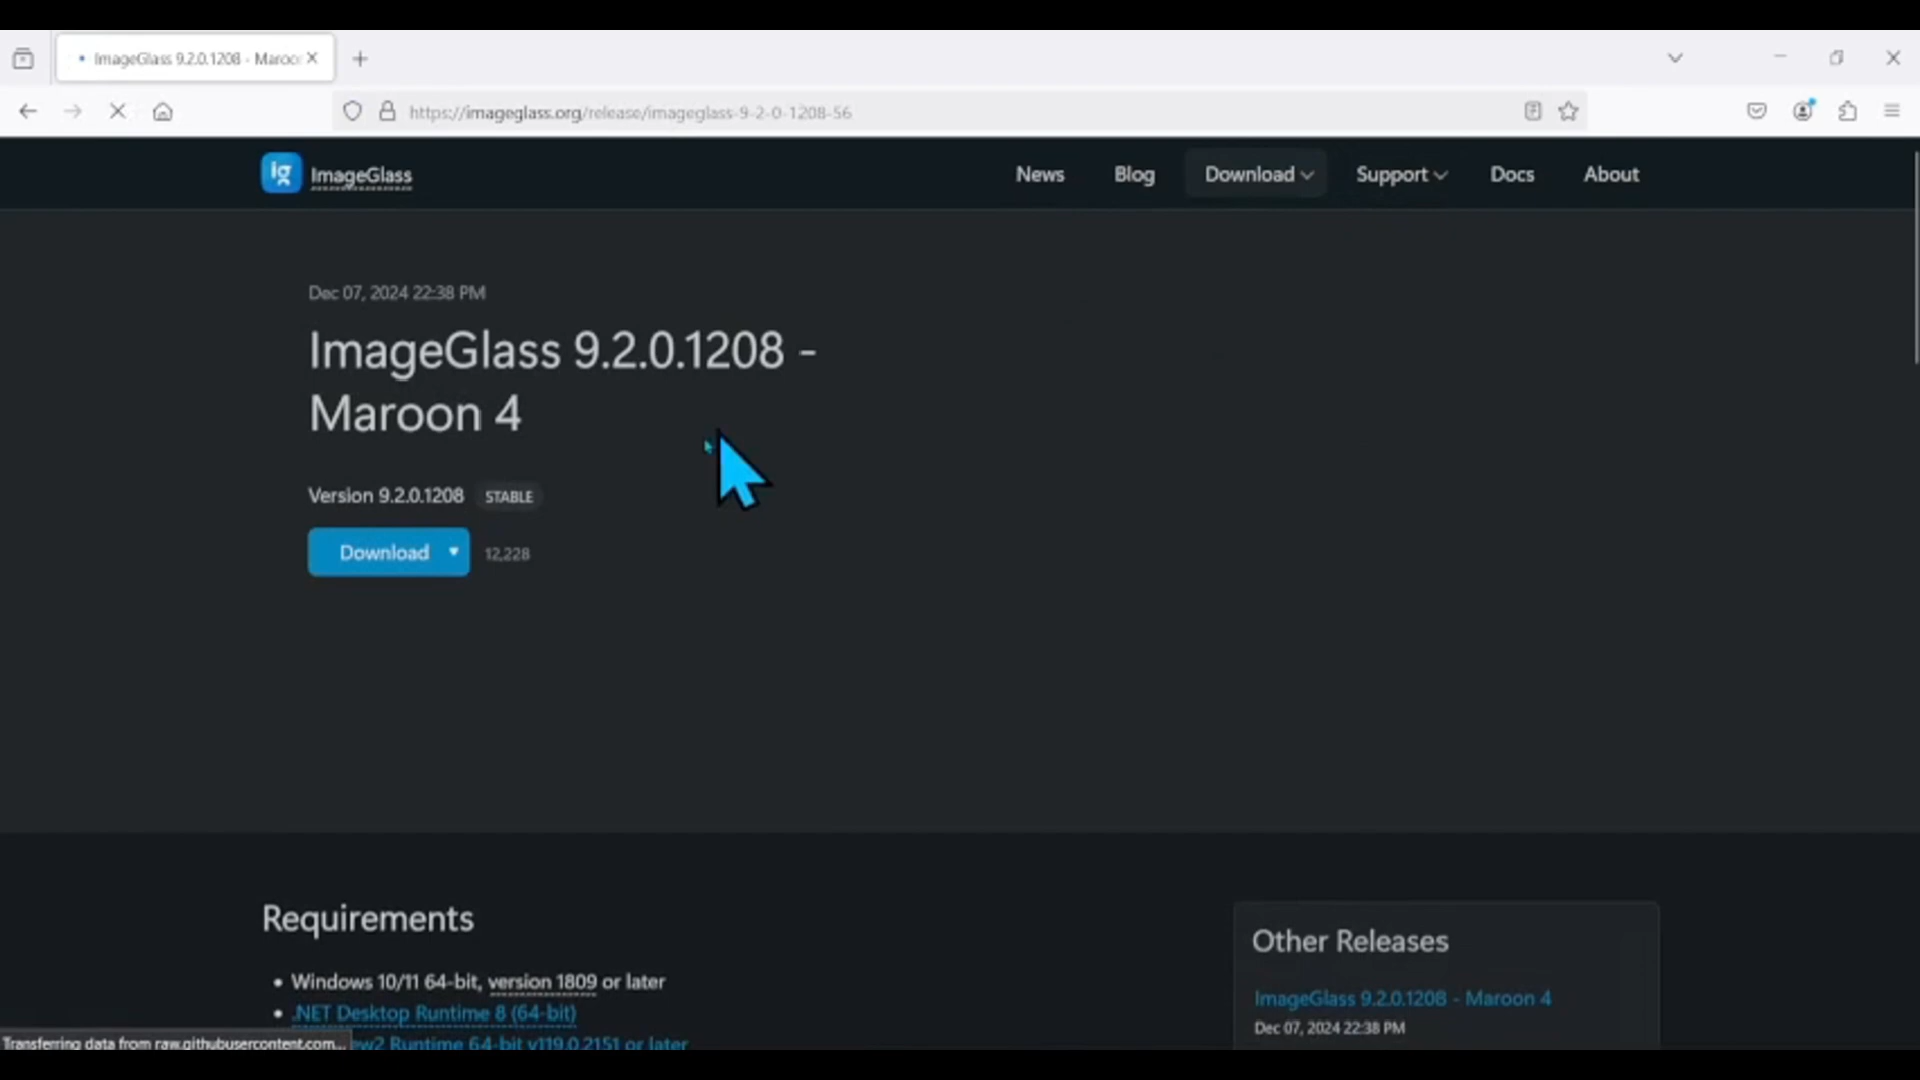 ImageGlass 9.2.0.1208 - Maroon
https://imageglass.org/release/imageglass-9-2-0-1208-56
ig
ImageGlass
News
Blog
Download
Support
Docs
About
Dec 07, 2024 22:38 PM
ImageGlass 9.2.0.1208 -
Maroon 4
Version 9.2.0.1208 STABLE
Download
12,228
Requirements
• Windows 10/11 64-bit, version 1809 or later
• .NET Desktop Runtime 8 (64-bit)
ew2 Runtime 64-bit v119.0.2151 or later
Other Releases
ImageGlass 9.2.0.1208 - Maroon 4
Dec 07, 2024 22:38 PM
Transferring data from raw.githubusercontent.com...